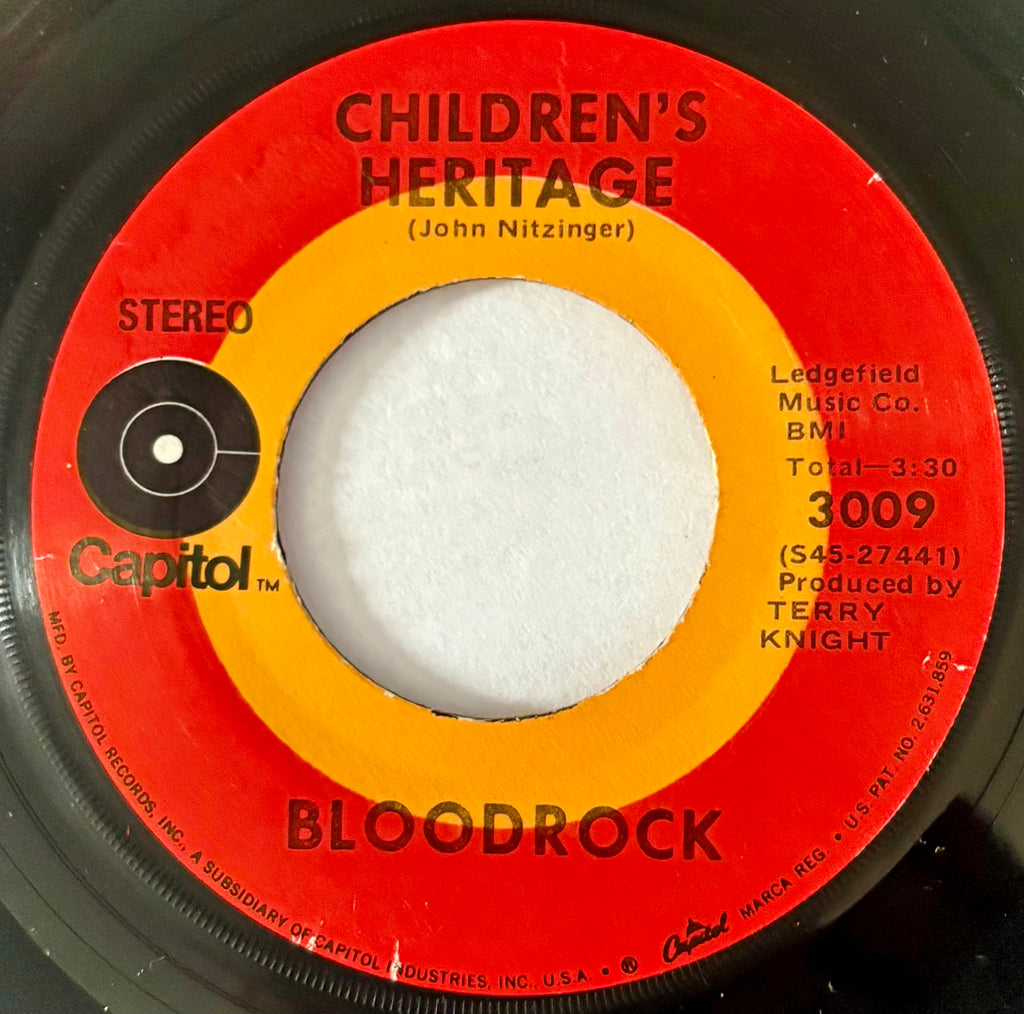 CHILDREN'S
HERITAGE
(John Nitzinger)
STEREO
Capitol TM
Ledgefield
Music Co.
BMI
Total—3:30
3009
(S45-27441)
Produced by
TERRY
KNIGHT
BLOODROCK
MFD. BY CAPITOL RECORDS, INC., A SUBSIDIARY OF CAPITOL INDUSTRIES, INC., U.S.A. • ® Capitol MARCA REG. • U.S. PAT. NO. 2,631,859